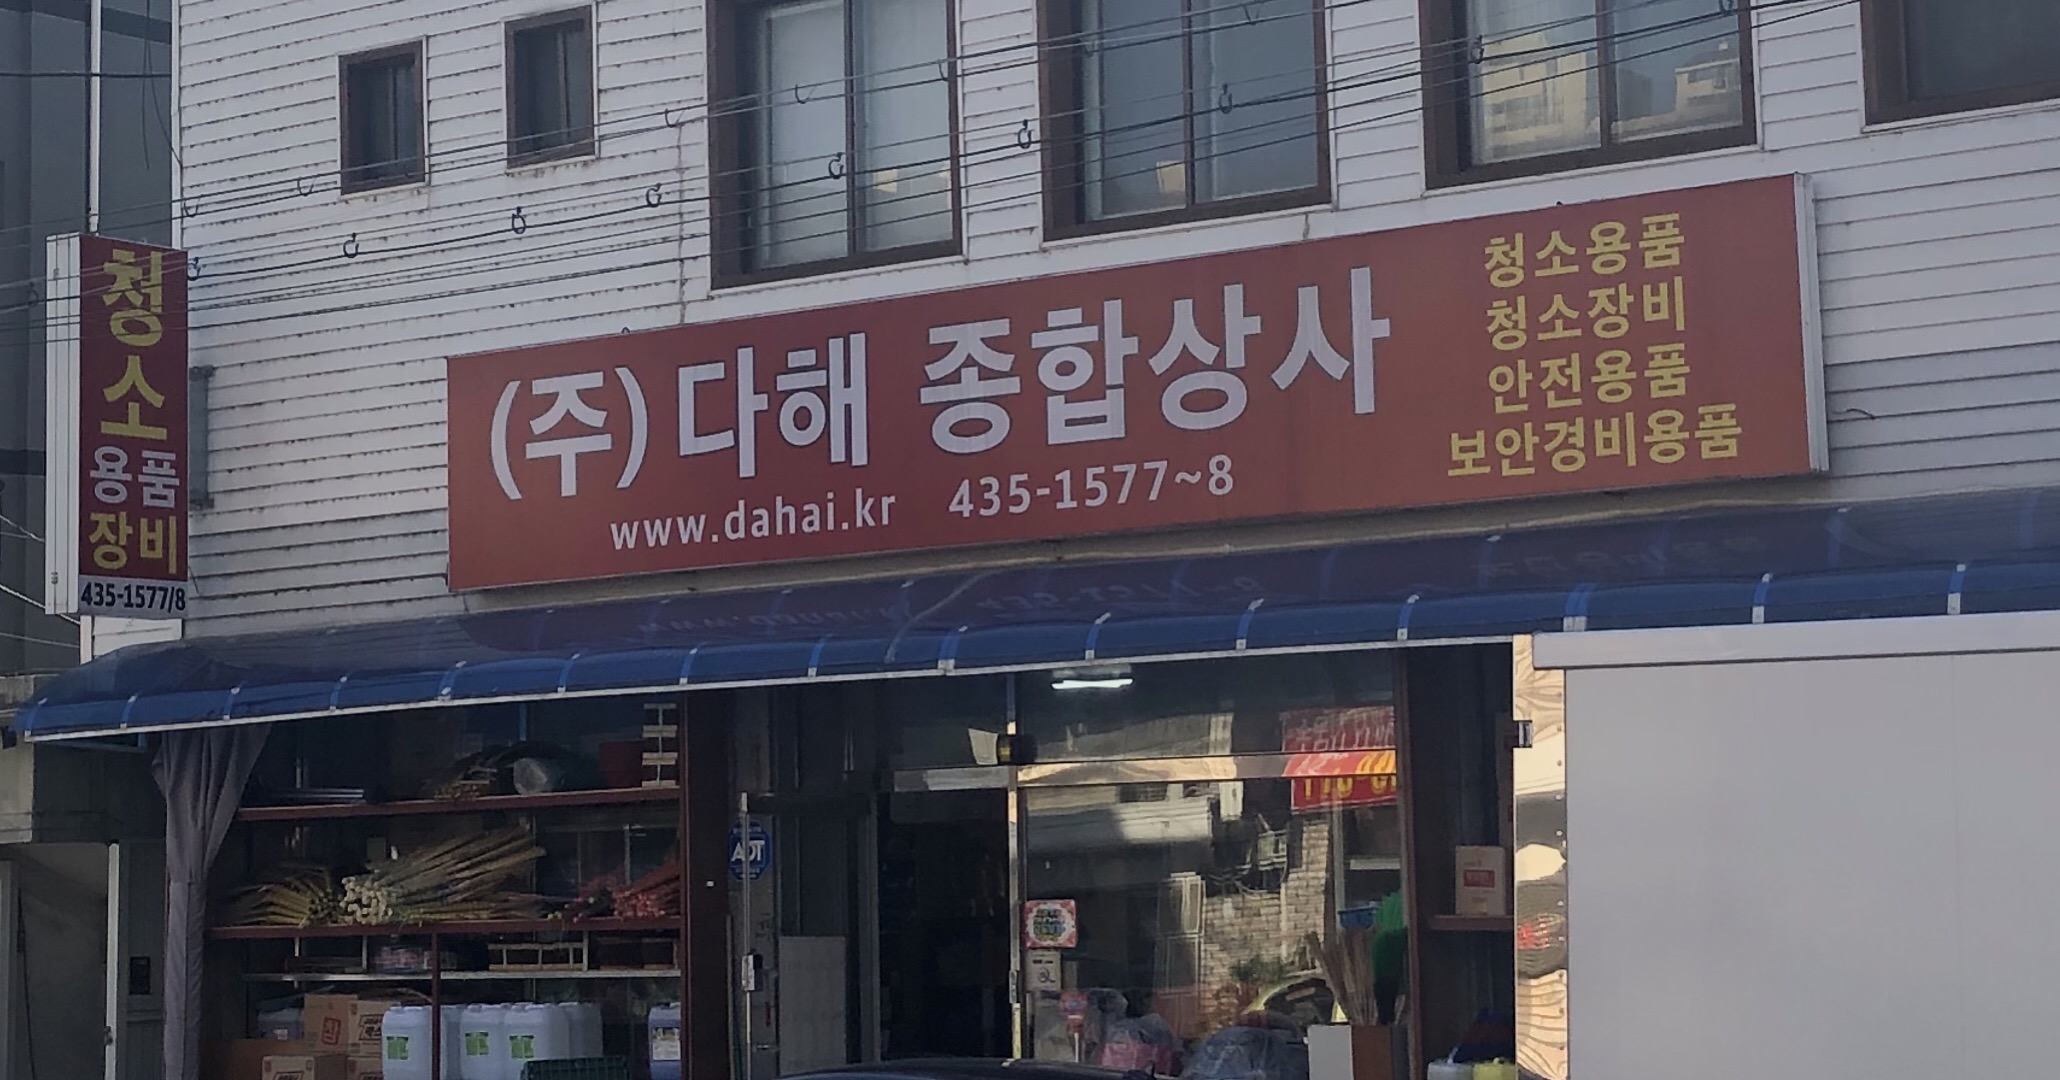 청소
용품
장비
435-1577/8
(주)다해 종합상사
www.dahai.kr 435-1577~8
청소용품
청소장비
안전용품
보안경비용품
ADT